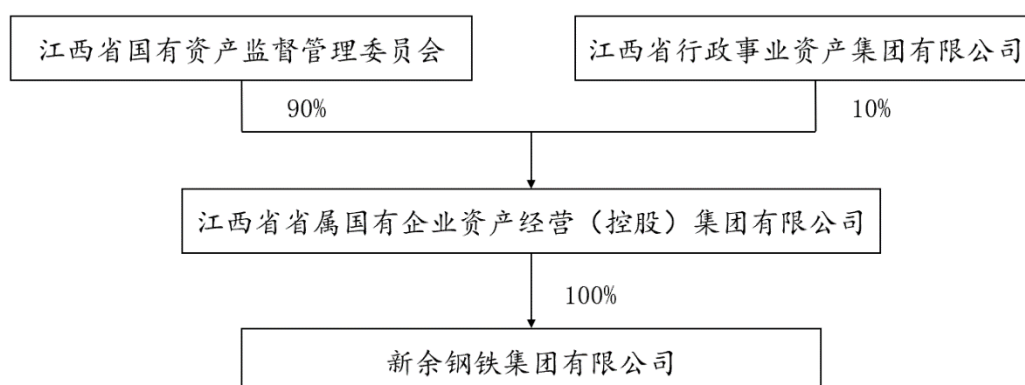 江西省国有资产监督管理委员会
江西省行政事业资产集团有限公司
90%
10%
江西省省属国有企业资产经营（控股）集团有限公司
100%
新余钢铁集团有限公司